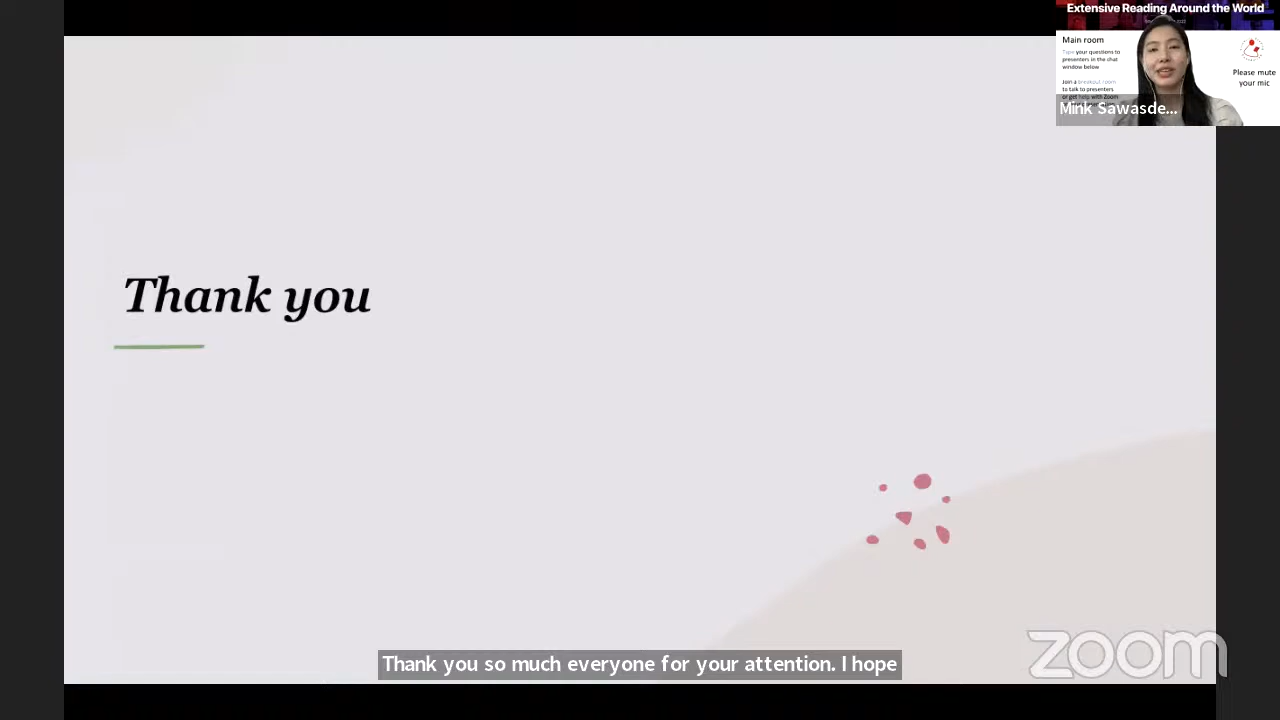 Extensive Reading Around the World
Main room
Type your questions to
presenters in the chat
window below
Join a breakout room
to talk to presenters
or get help with Zoom
Please mute
your mic
Mink Sawasde...
Thank you
Thank you so much everyone for your attention. I hope
zoom